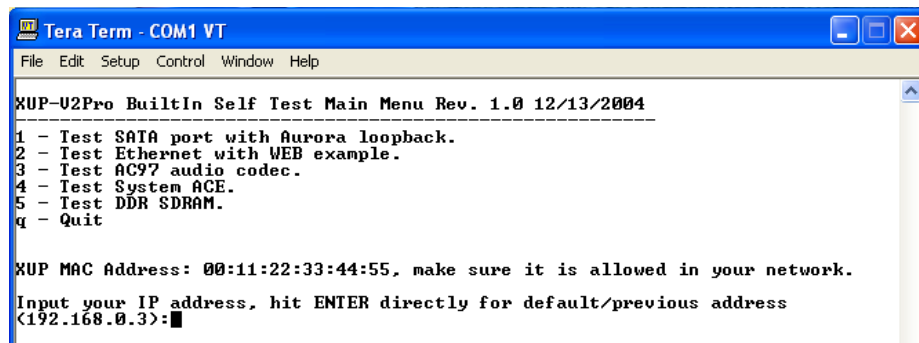 Tera Term - COM1 VT
File Edit Setup Control Window Help
XUP-V2Pro BuiltIn Self Test Main Menu Rev. 1.0 12/13/2004
------------------------------------------------------------
1 - Test SATA port with Aurora loopback.
2 - Test Ethernet with WEB example.
3 - Test AC97 audio codec.
4 - Test System ACE.
5 - Test DDR SDRAM.
q - Quit
XUP MAC Address: 00:11:22:33:44:55, make sure it is allowed in your network.
Input your IP address, hit ENTER directly for default/previous address
(192.168.0.3):